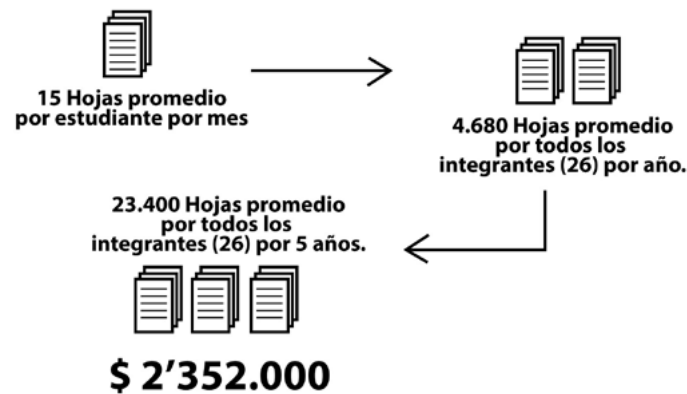 15 Hojas promedio
por estudiante por mes
4.680 Hojas promedio
por todos los
integrantes (26) por año.
23.400 Hojas promedio
por todos los
integrantes (26) por 5 años.
$ 2’352.000